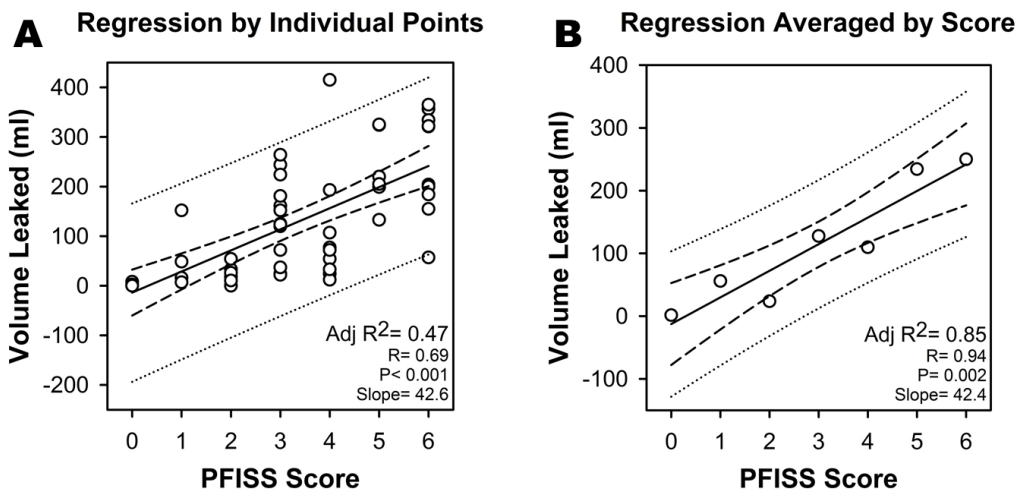 A
Regression by Individual Points
Volume Leaked (ml)
400
300
200
100
0
-100
-200
0 1 2 3 4 5 6
PFISS Score
Adj R2= 0.47
R= 0.69
P< 0.001
Slope= 42.6
B
Regression Averaged by Score
Volume Leaked (ml)
400
300
200
100
0
-100
0 1 2 3 4 5 6
PFISS Score
Adj R2= 0.85
R= 0.94
P= 0.002
Slope= 42.4